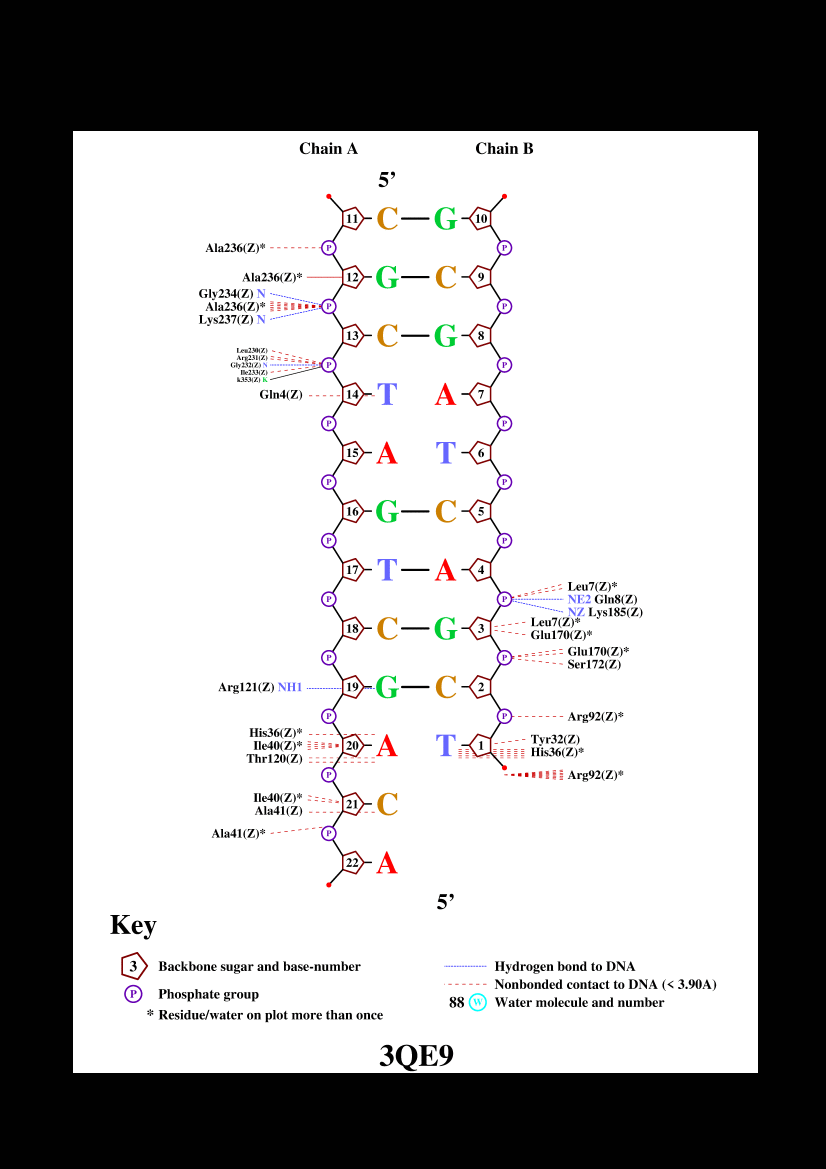 Chain A Chain B
5’
11 C G 10
Ala236(Z)* P P
Ala236(Z)* 12 G C 9
Gly234(Z) N
Ala236(Z)* P P
Lys237(Z) N
13 C G 8
Leu230(Z)
Arg231(Z)
Gly232(Z) N P P
Ile233(Z)
k353(Z) K
Gln4(Z) 14 T A 7
P P
15 A T 6
P P
16 G C 5
P P
17 T A 4
Leu7(Z)*
P P NE2 Gln8(Z)
NZ Lys185(Z)
Leu7(Z)*
18 C G 3
Glu170(Z)*
Glu170(Z)*
P P
Ser172(Z)
Arg121(Z) NH1 19 G C 2
P P Arg92(Z)*
His36(Z)* Tyr32(Z)
Ile40(Z)* 20 A T 1
Thr120(Z) His36(Z)*
P Arg92(Z)*
Ile40(Z)*
21 C
Ala41(Z)
Ala41(Z)* P
22 A
5’
Key
3 Backbone sugar and base-number
P Phosphate group
* Residue/water on plot more than once
Hydrogen bond to DNA
Nonbonded contact to DNA (< 3.90A)
88 W Water molecule and number
3QE9